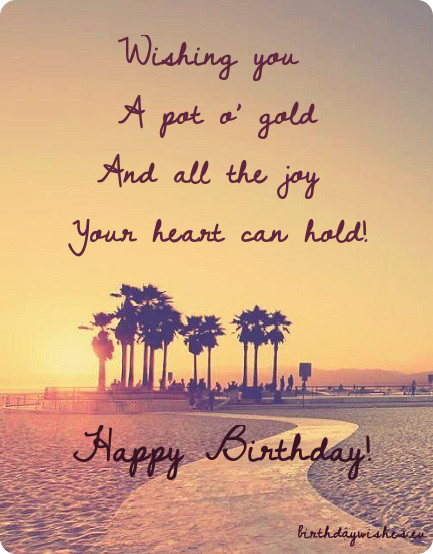 Wishing you
A pot o' gold
And all the joy
Your heart can hold!
Happy Birthday!
birthdaywishes.eu